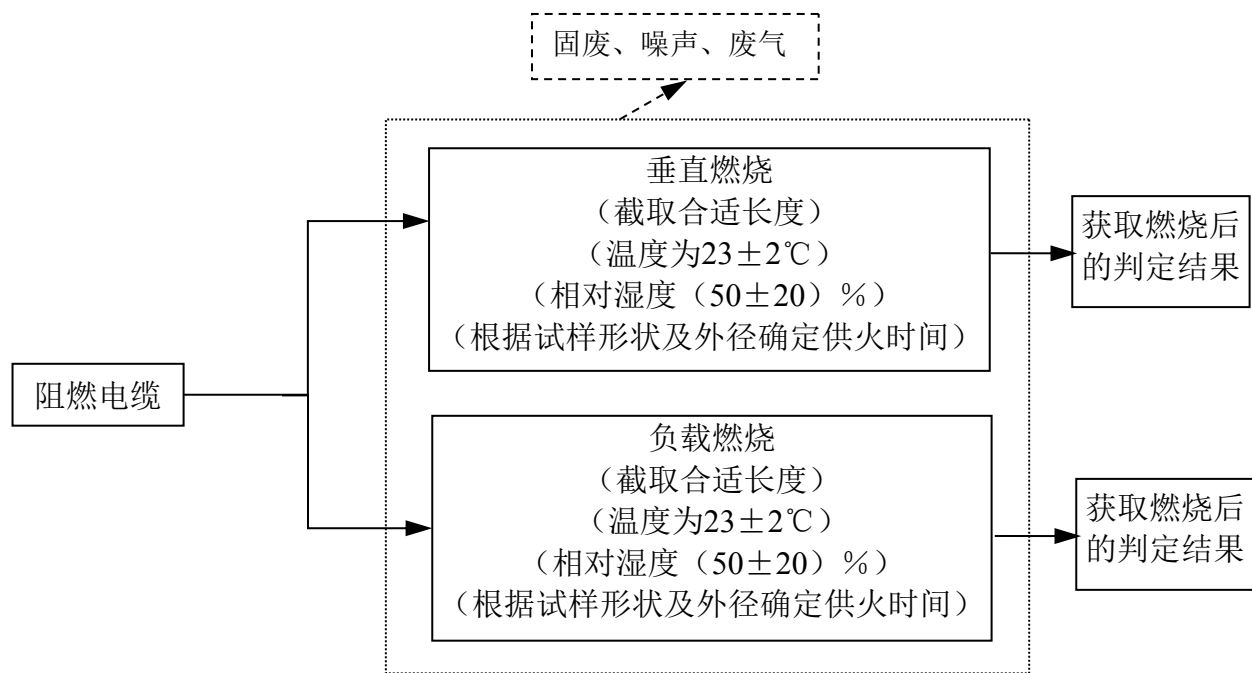 固废、噪声、废气
垂直燃烧
（截取合适长度）
（温度为23±2℃）
（相对湿度（50±20）％）
（根据试样形状及外径确定供火时间）
获取燃烧后
的判定结果
阻燃电缆
负载燃烧
（截取合适长度）
（温度为23±2℃）
（相对湿度（50±20）％）
（根据试样形状及外径确定供火时间）
获取燃烧后
的判定结果